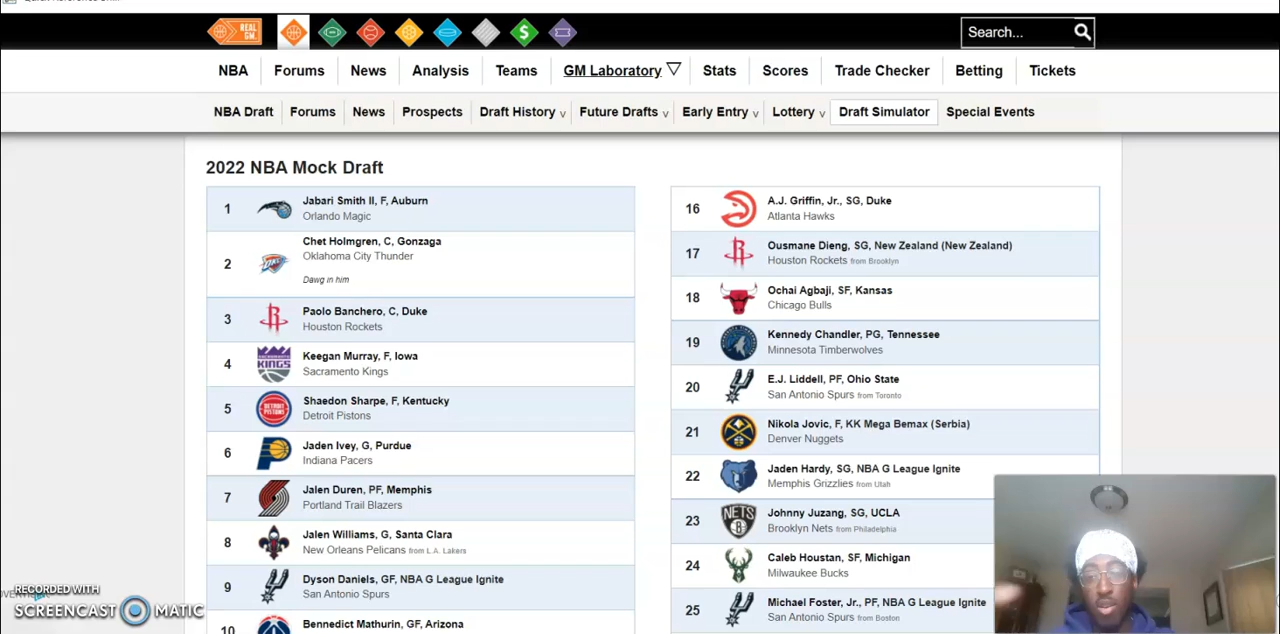 REAL
GM
$
Search...
NBA
Forums
News
Analysis
Teams
GM Laboratory
Stats
Scores
Trade Checker
Betting
Tickets
NBA Draft
Forums
News
Prospects
Draft History v
Future Drafts v
Early Entry v
Lottery v
Draft Simulator
Special Events
2022 NBA Mock Draft
1
Jabari Smith II, F, Auburn
Orlando Magic
2
Chet Holmgren, C, Gonzaga
Oklahoma City Thunder
Dawg in him
3
Paolo Banchero, C, Duke
Houston Rockets
4
SACRAMENTO
KINGS
Keegan Murray, F, Iowa
Sacramento Kings
5
DETROIT
PISTONS
Shaedon Sharpe, F, Kentucky
Detroit Pistons
6
Jaden Ivey, G, Purdue
Indiana Pacers
7
Jalen Duren, PF, Memphis
Portland Trail Blazers
8
Jalen Williams, G, Santa Clara
New Orleans Pelicans from L.A. Lakers
9
Dyson Daniels, GF, NBA G League Ignite
San Antonio Spurs
10
Bennedict Mathurin, GF, Arizona
16
A.J. Griffin, Jr., SG, Duke
Atlanta Hawks
17
Ousmane Dieng, SG, New Zealand (New Zealand)
Houston Rockets from Brooklyn
18
Ochai Agbaji, SF, Kansas
Chicago Bulls
19
Kennedy Chandler, PG, Tennessee
Minnesota Timberwolves
20
E.J. Liddell, PF, Ohio State
San Antonio Spurs from Toronto
21
Nikola Jovic, F, KK Mega Bemax (Serbia)
Denver Nuggets
22
Jaden Hardy, SG, NBA G League Ignite
Memphis Grizzlies from Utah
23
NETS
B
Johnny Juzang, SG, UCLA
Brooklyn Nets from Philadelphia
24
Caleb Houstan, SF, Michigan
Milwaukee Bucks
25
Michael Foster, Jr., PF, NBA G League Ignite
San Antonio Spurs from Boston
RECORDED WITH
SCREENCAST MATIC